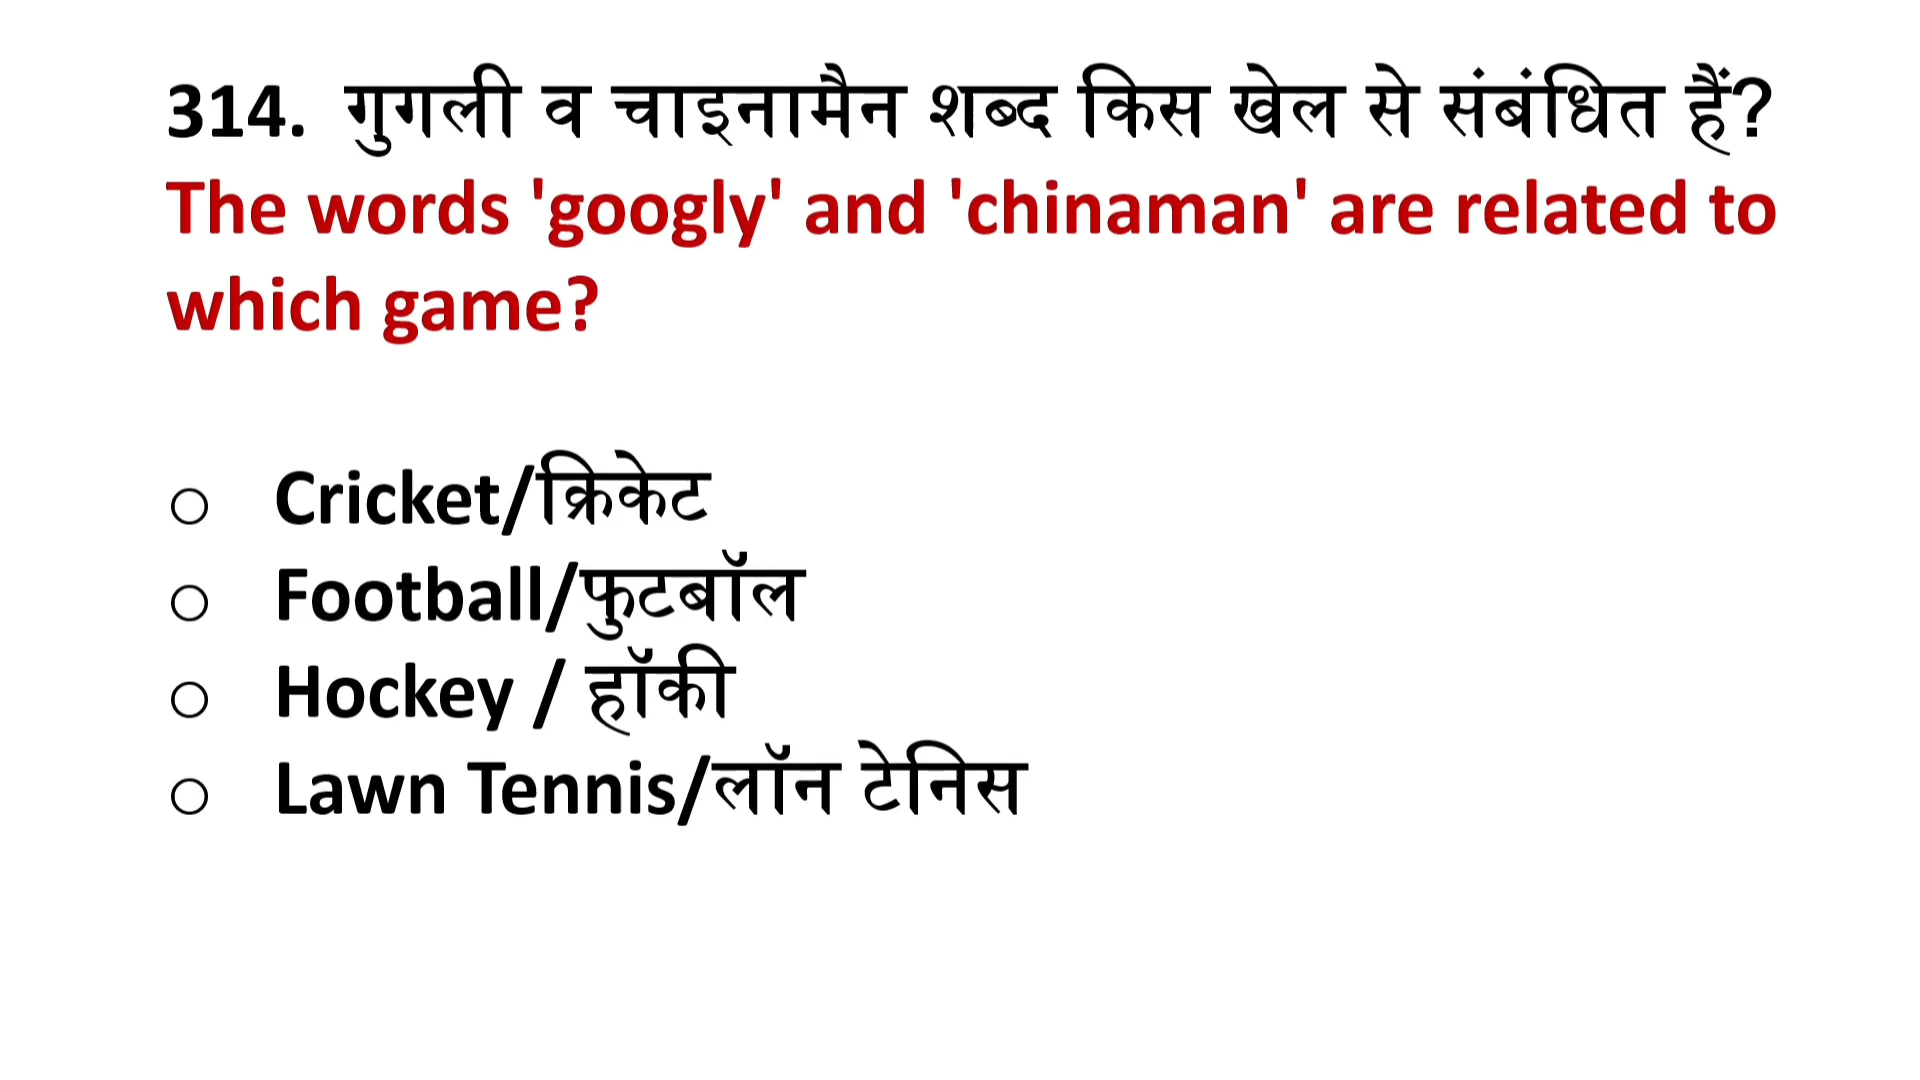 314. गुगली व चाइनामैन शब्द किस खेल से संबंधित हैं?
The words 'googly' and 'chinaman' are related to
which game?
o Cricket/क्रिकेट
o Football/फुटबॉल
o Hockey / हॉकी
o Lawn Tennis/लॉन टेनिस